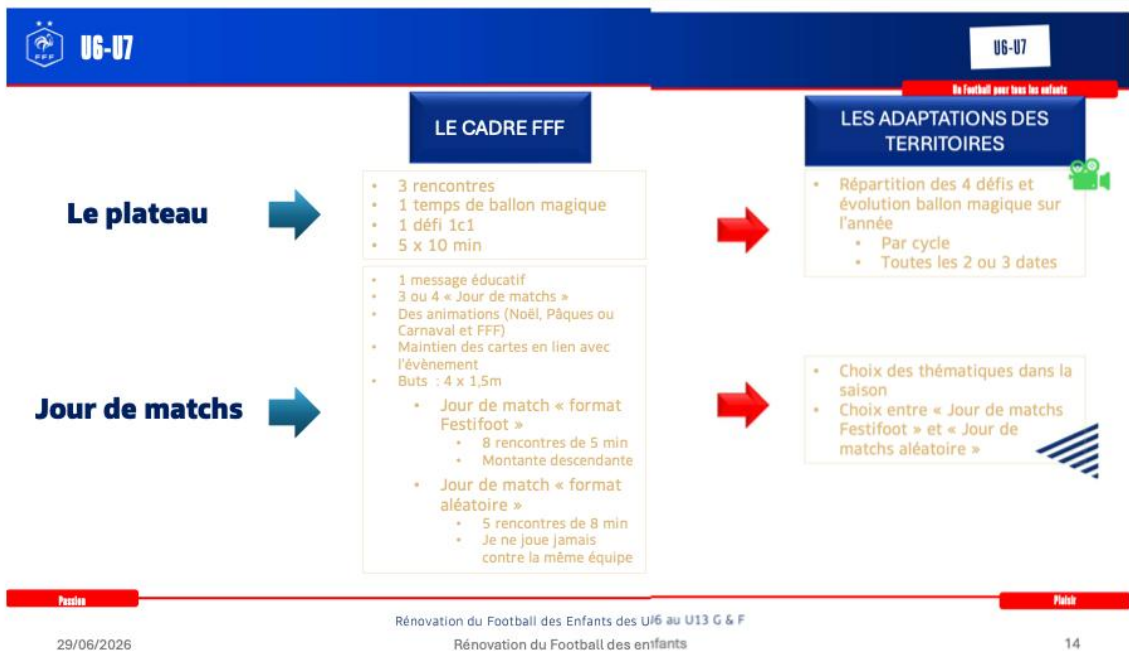 FFF
U6-U7
U6-U7
Un Football pour tous les enfants
LE CADRE FFF
LES ADAPTATIONS DES
TERRITOIRES
Le plateau
• 3 rencontres
• 1 temps de ballon magique
• 1 défi 1c1
• 5 x 10 min
• Répartition des 4 défis et
évolution ballon magique sur
l'année
• Par cycle
• Toutes les 2 ou 3 dates
Jour de matchs
• 1 message éducatif
• 3 ou 4 « Jour de matchs »
• Des animations (Noël, Pâques ou
Carnaval et FFF)
• Maintien des cartes en lien avec
l'évènement
• Buts : 4 x 1,5m
• Jour de match « format
Festifoot »
• 8 rencontres de 5 min
• Montante descendante
• Jour de match « format
aléatoire »
• 5 rencontres de 8 min
• Je ne joue jamais
contre la même équipe
• Choix des thématiques dans la
saison
• Choix entre « Jour de matchs
Festifoot » et « Jour de
matchs aléatoire »
Passion
Plaisir
Rénovation du Football des Enfants des U6 au U13 G & F
29/06/2026
Rénovation du Football des enfants
14